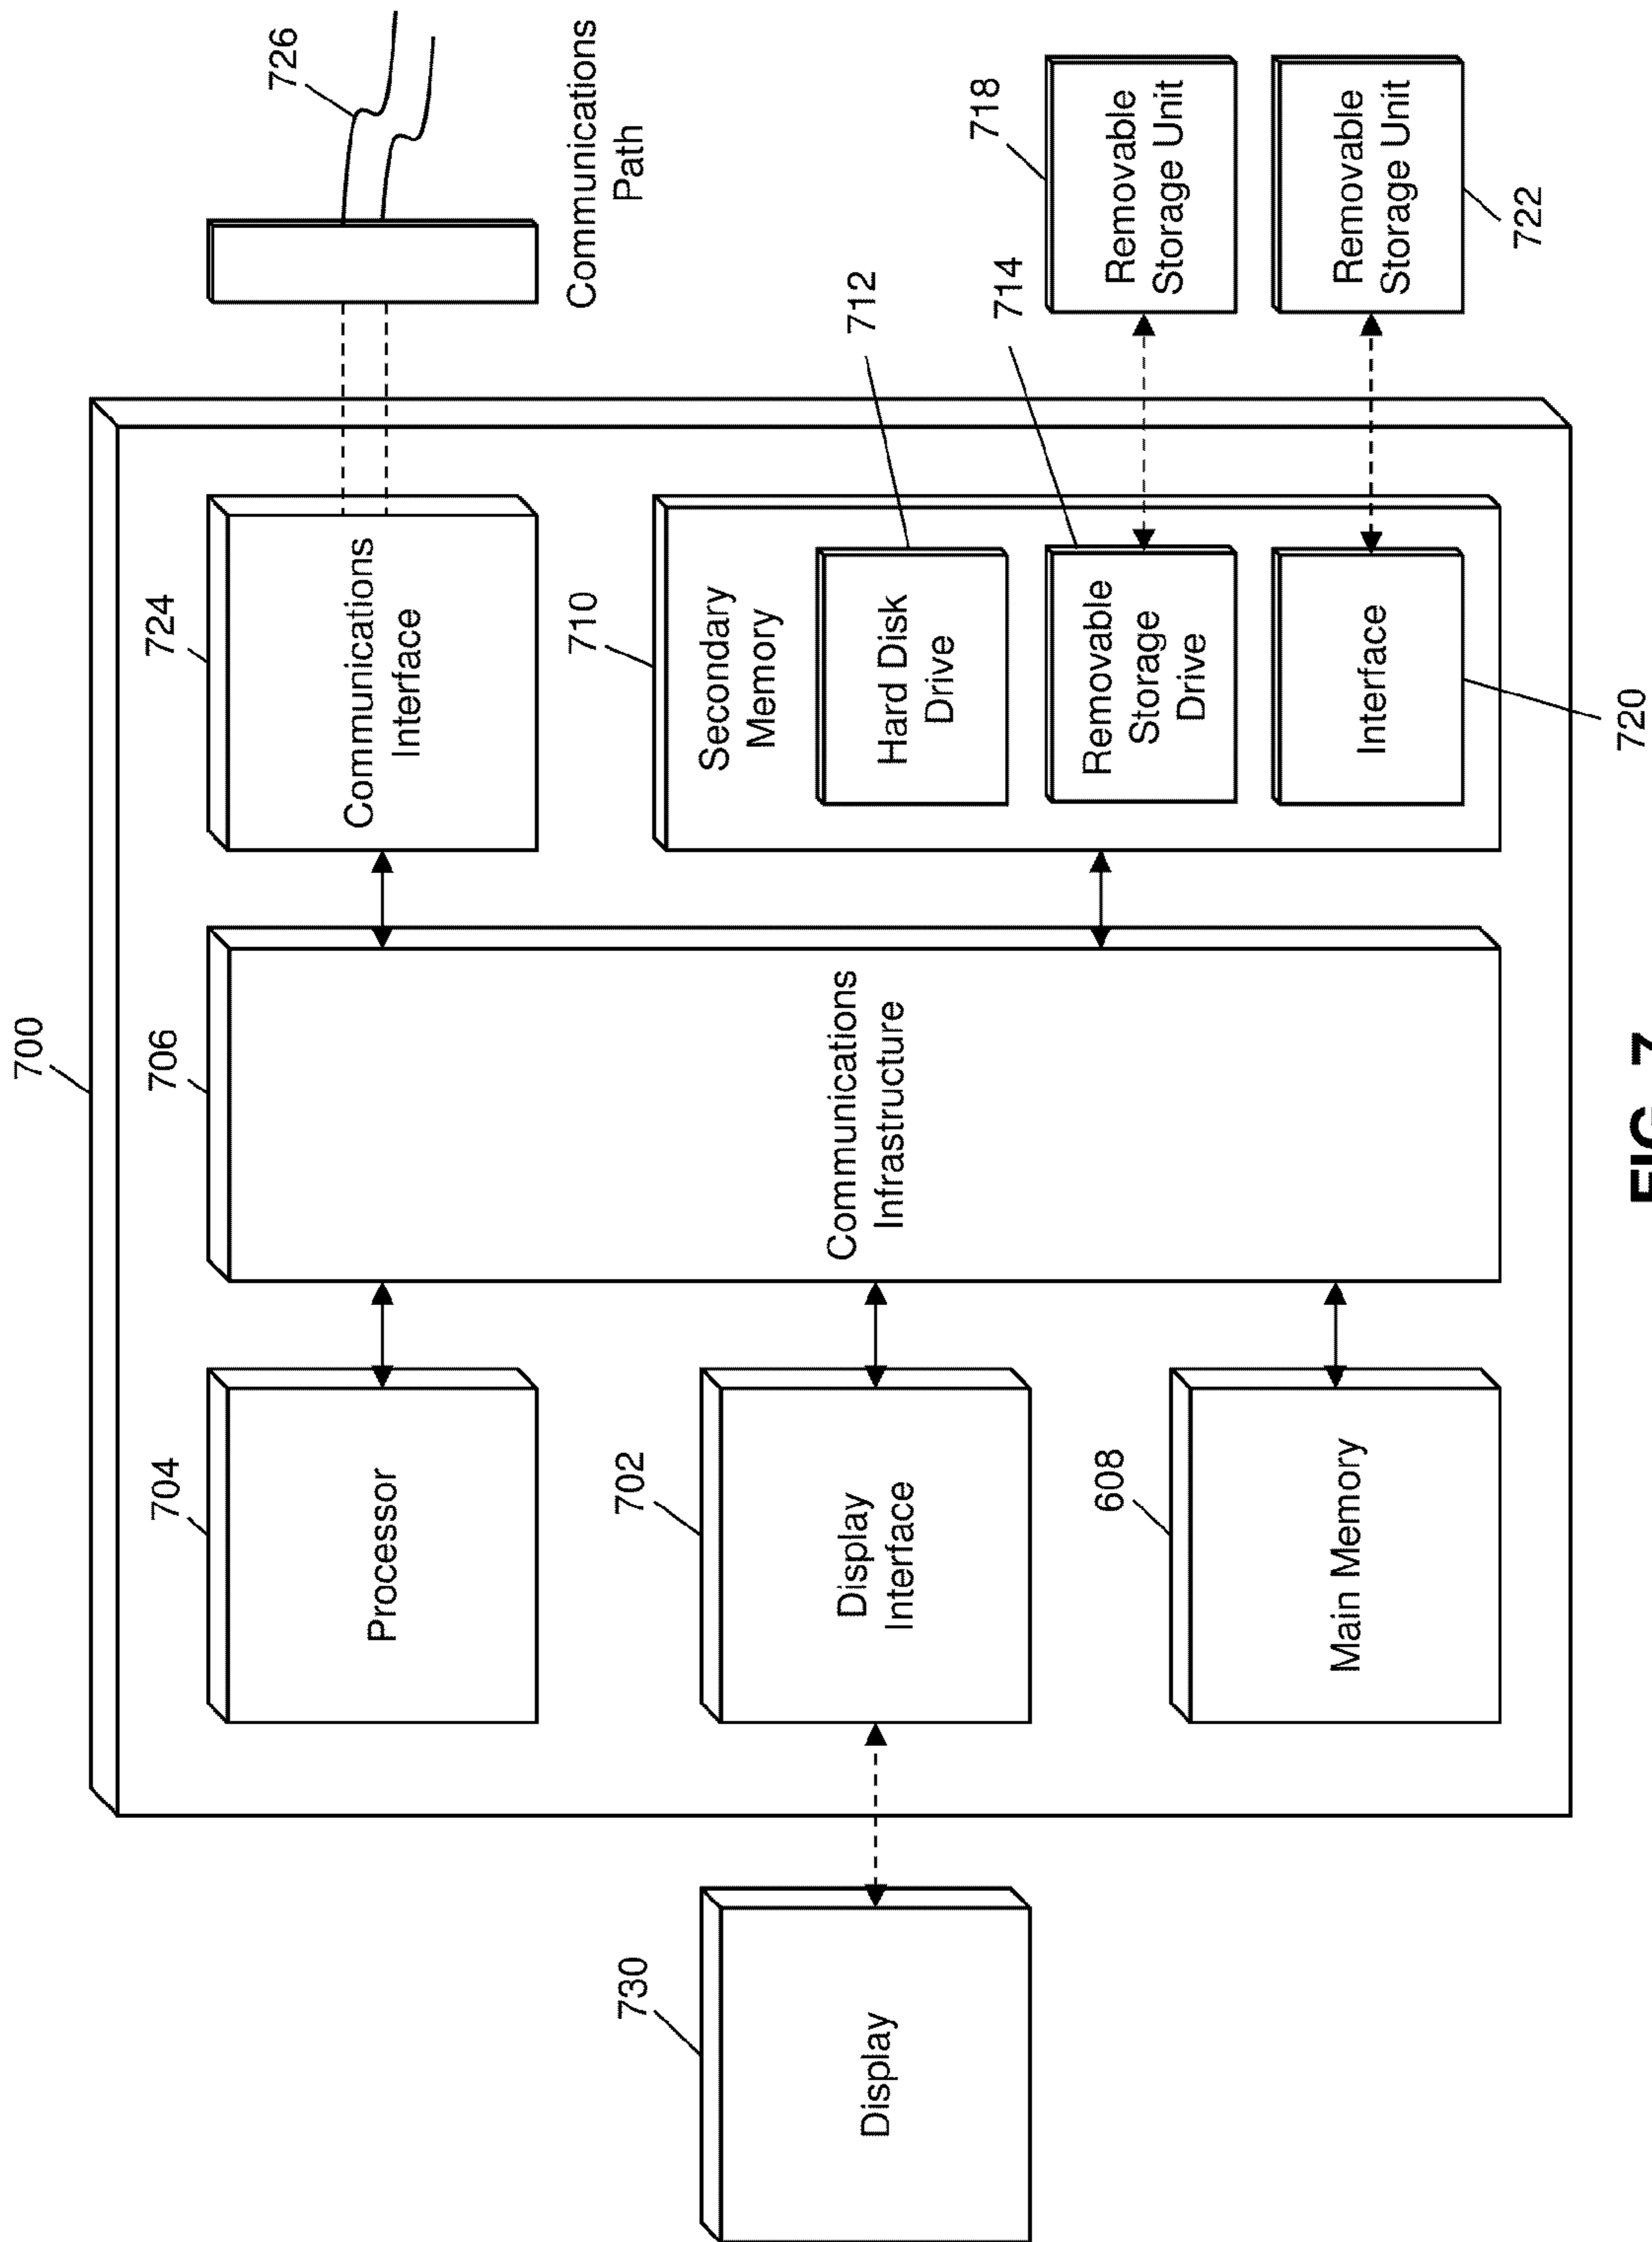 700
704
Processor
706
Communications
Infrastructure
724
Communications
Interface
726
Communications
Path
730
Display
702
Display
Interface
608
Main Memory
710
Secondary
Memory
712
Hard Disk
Drive
714
Removable
Storage
Drive
718
Removable
Storage Unit
Interface
720
Removable
Storage Unit
722
FIG. 7